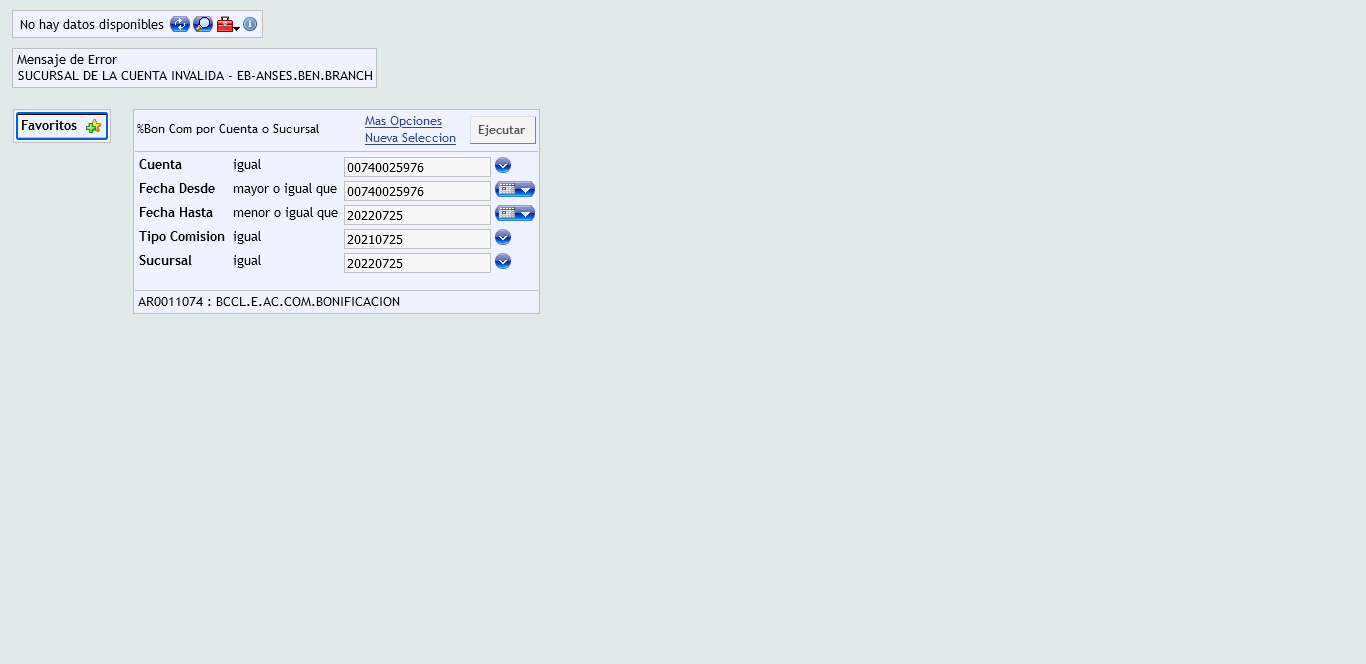 No hay datos disponibles
Mensaje de Error
SUCURSAL DE LA CUENTA INVALIDA - EB-ANSES.BEN.BRANCH
Favoritos
%Bon Com por Cuenta o Sucursal
Mas Opciones
Nueva Seleccion
Ejecutar
Cuenta igual 00740025976
Fecha Desde mayor o igual que 00740025976
Fecha Hasta menor o igual que 20220725
Tipo Comision igual 20210725
Sucursal igual 20220725
AR0011074 : BCCL.E.AC.COM.BONIFICACION